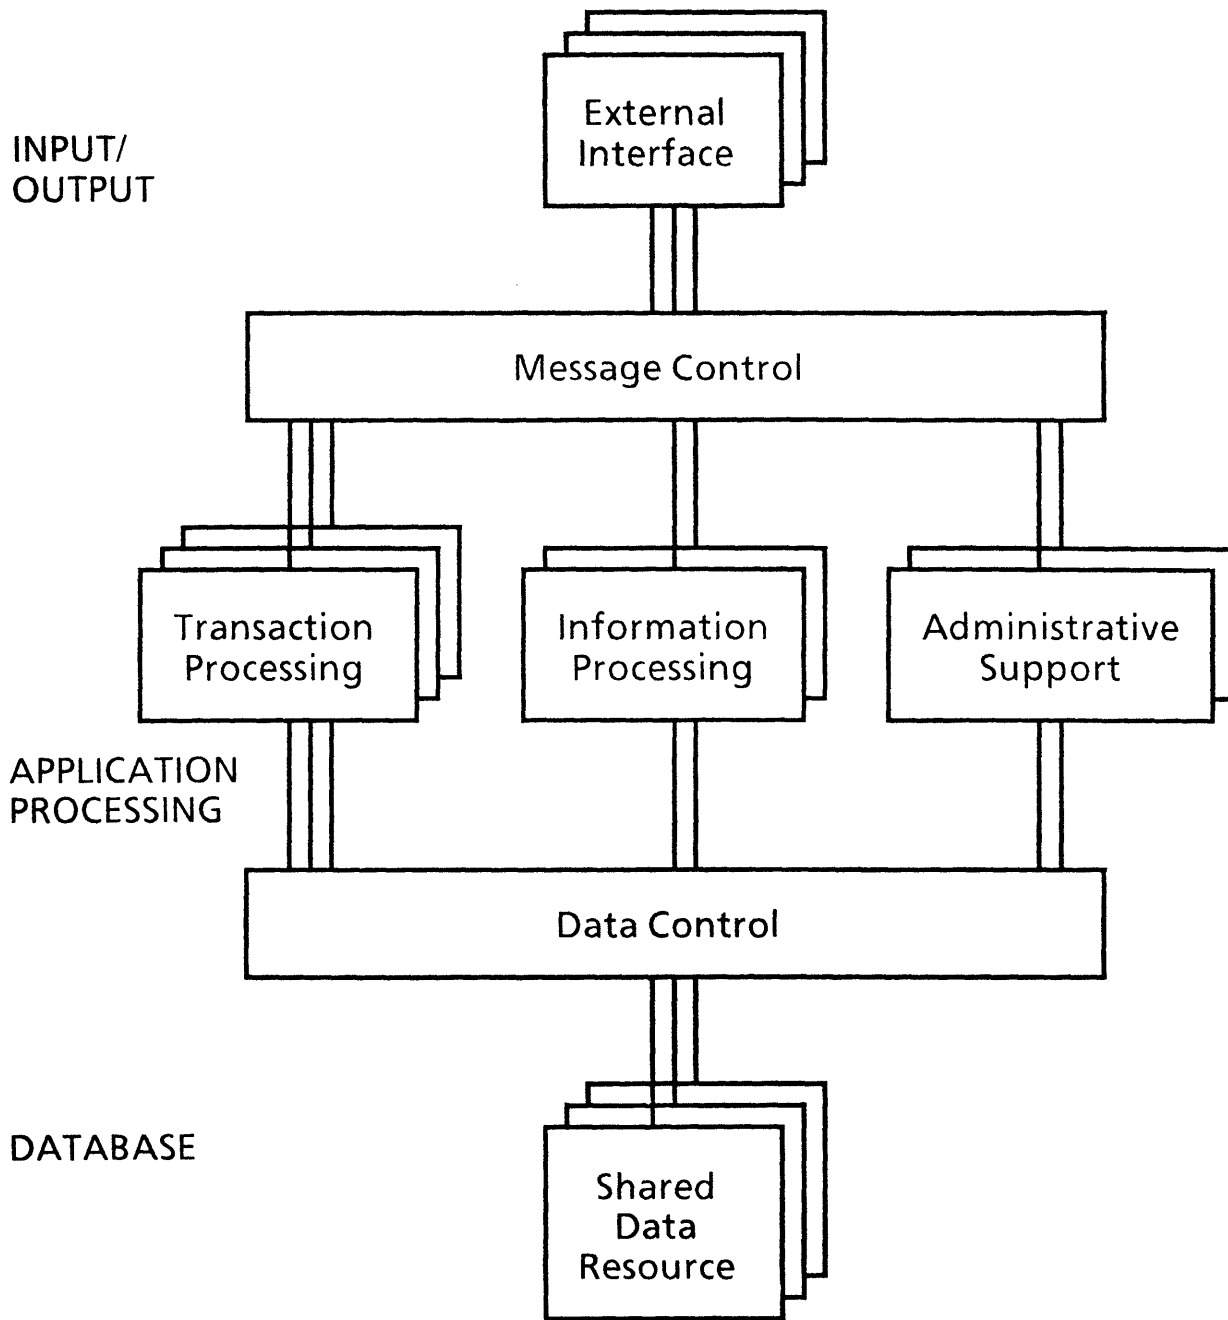 External
Interface
INPUT/
OUTPUT
Message Control
Transaction
Processing
Information
Processing
Administrative
Support
APPLICATION
PROCESSING
Data Control
DATABASE
Shared
Data
Resource